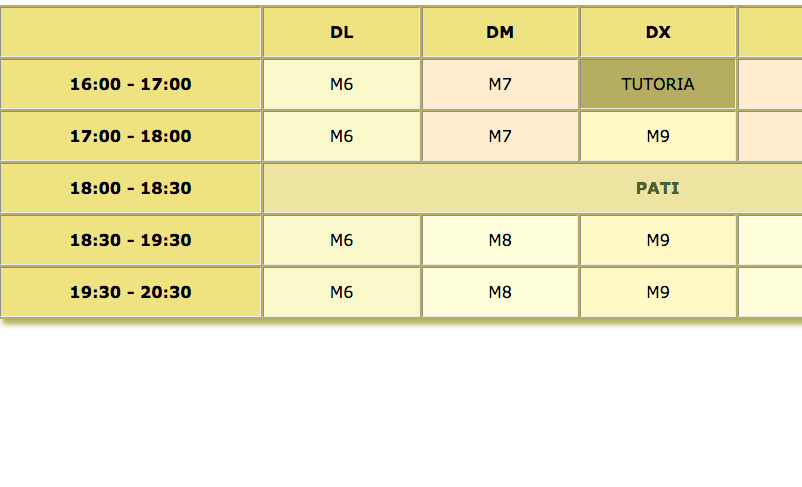 DL DM DX
16:00 - 17:00 M6 M7 TUTORIA
17:00 - 18:00 M6 M7 M9
18:00 - 18:30 PATI
18:30 - 19:30 M6 M8 M9
19:30 - 20:30 M6 M8 M9